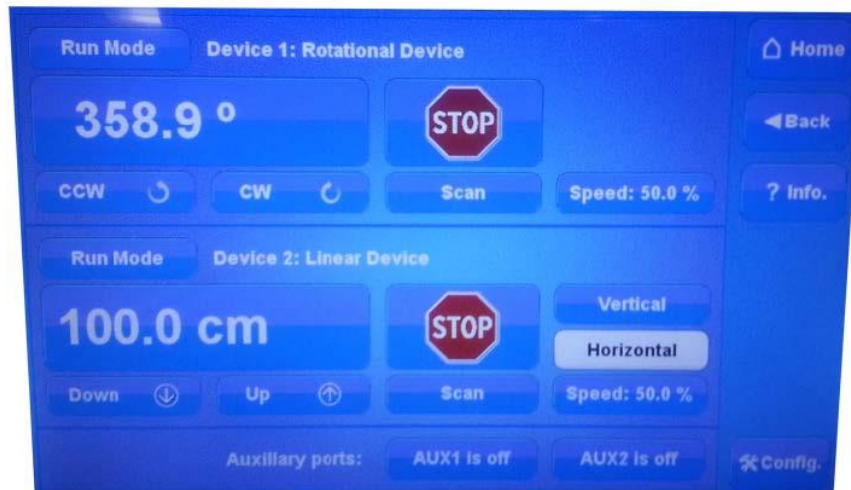 Run Mode Device 1: Rotational Device Home
358.9 º STOP Back
CCW CW Scan Speed: 50.0 % ? Info.
Run Mode Device 2: Linear Device
100.0 cm STOP Vertical
Horizontal
Down Up Scan Speed: 50.0 %
Auxillary ports: AUX1 is off AUX2 is off Config.